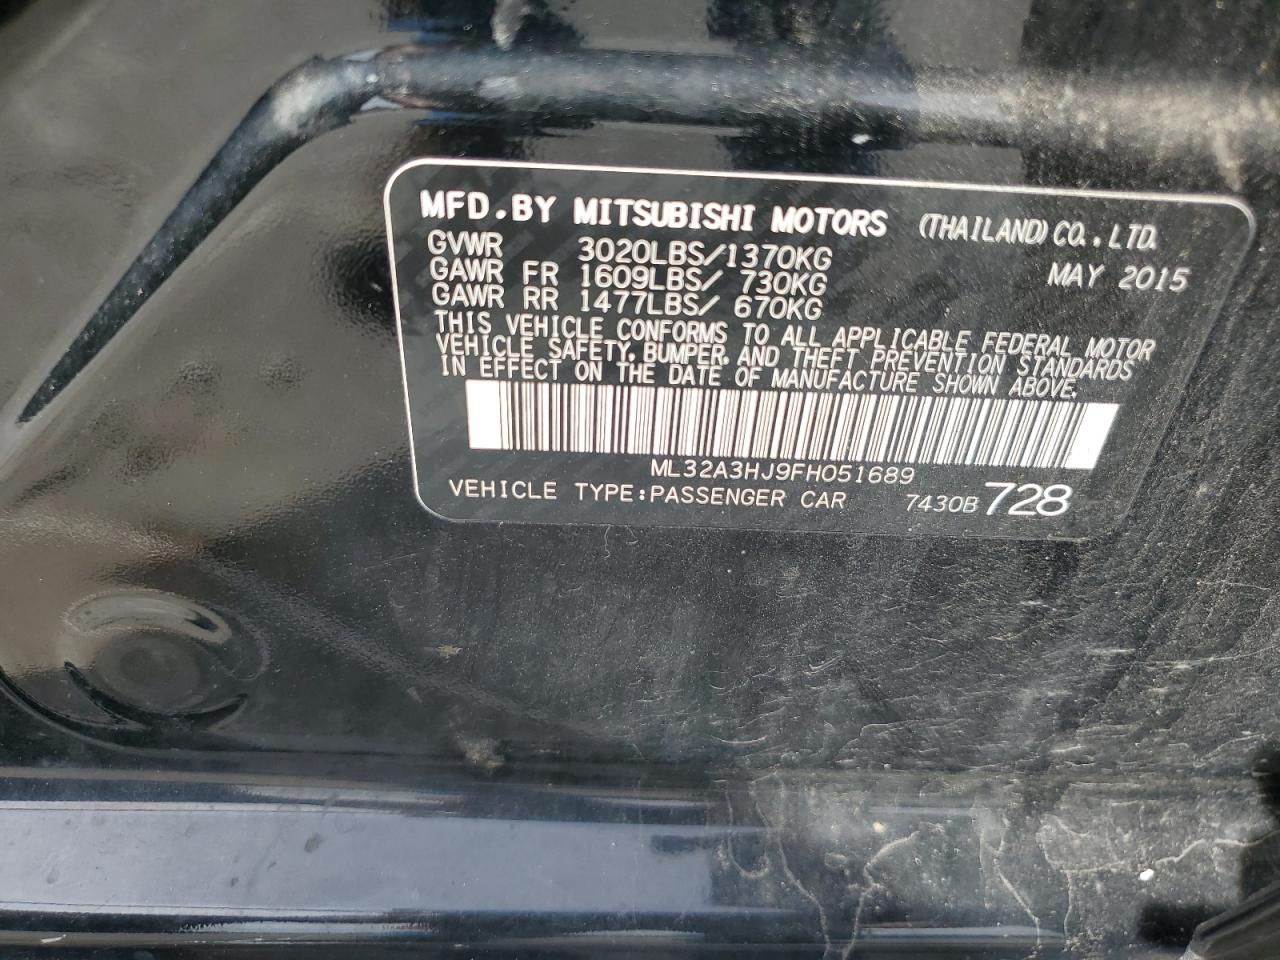 MFD.BY MITSUBISHI MOTORS (THAILAND) CO.,LTD.
GVWR 3020LBS/1370KG MAY 2015
GAWR FR 1609LBS/ 730KG
GAWR RR 1477LBS/ 670KG
THIS VEHICLE CONFORMS TO ALL APPLICABLE FEDERAL MOTOR
VEHICLE SAFETY, BUMPER, AND THEFT PREVENTION STANDARDS
IN EFFECT ON THE DATE OF MANUFACTURE SHOWN ABOVE.
ML32A3HJ9FH051689
VEHICLE TYPE:PASSENGER CAR 7430B 728